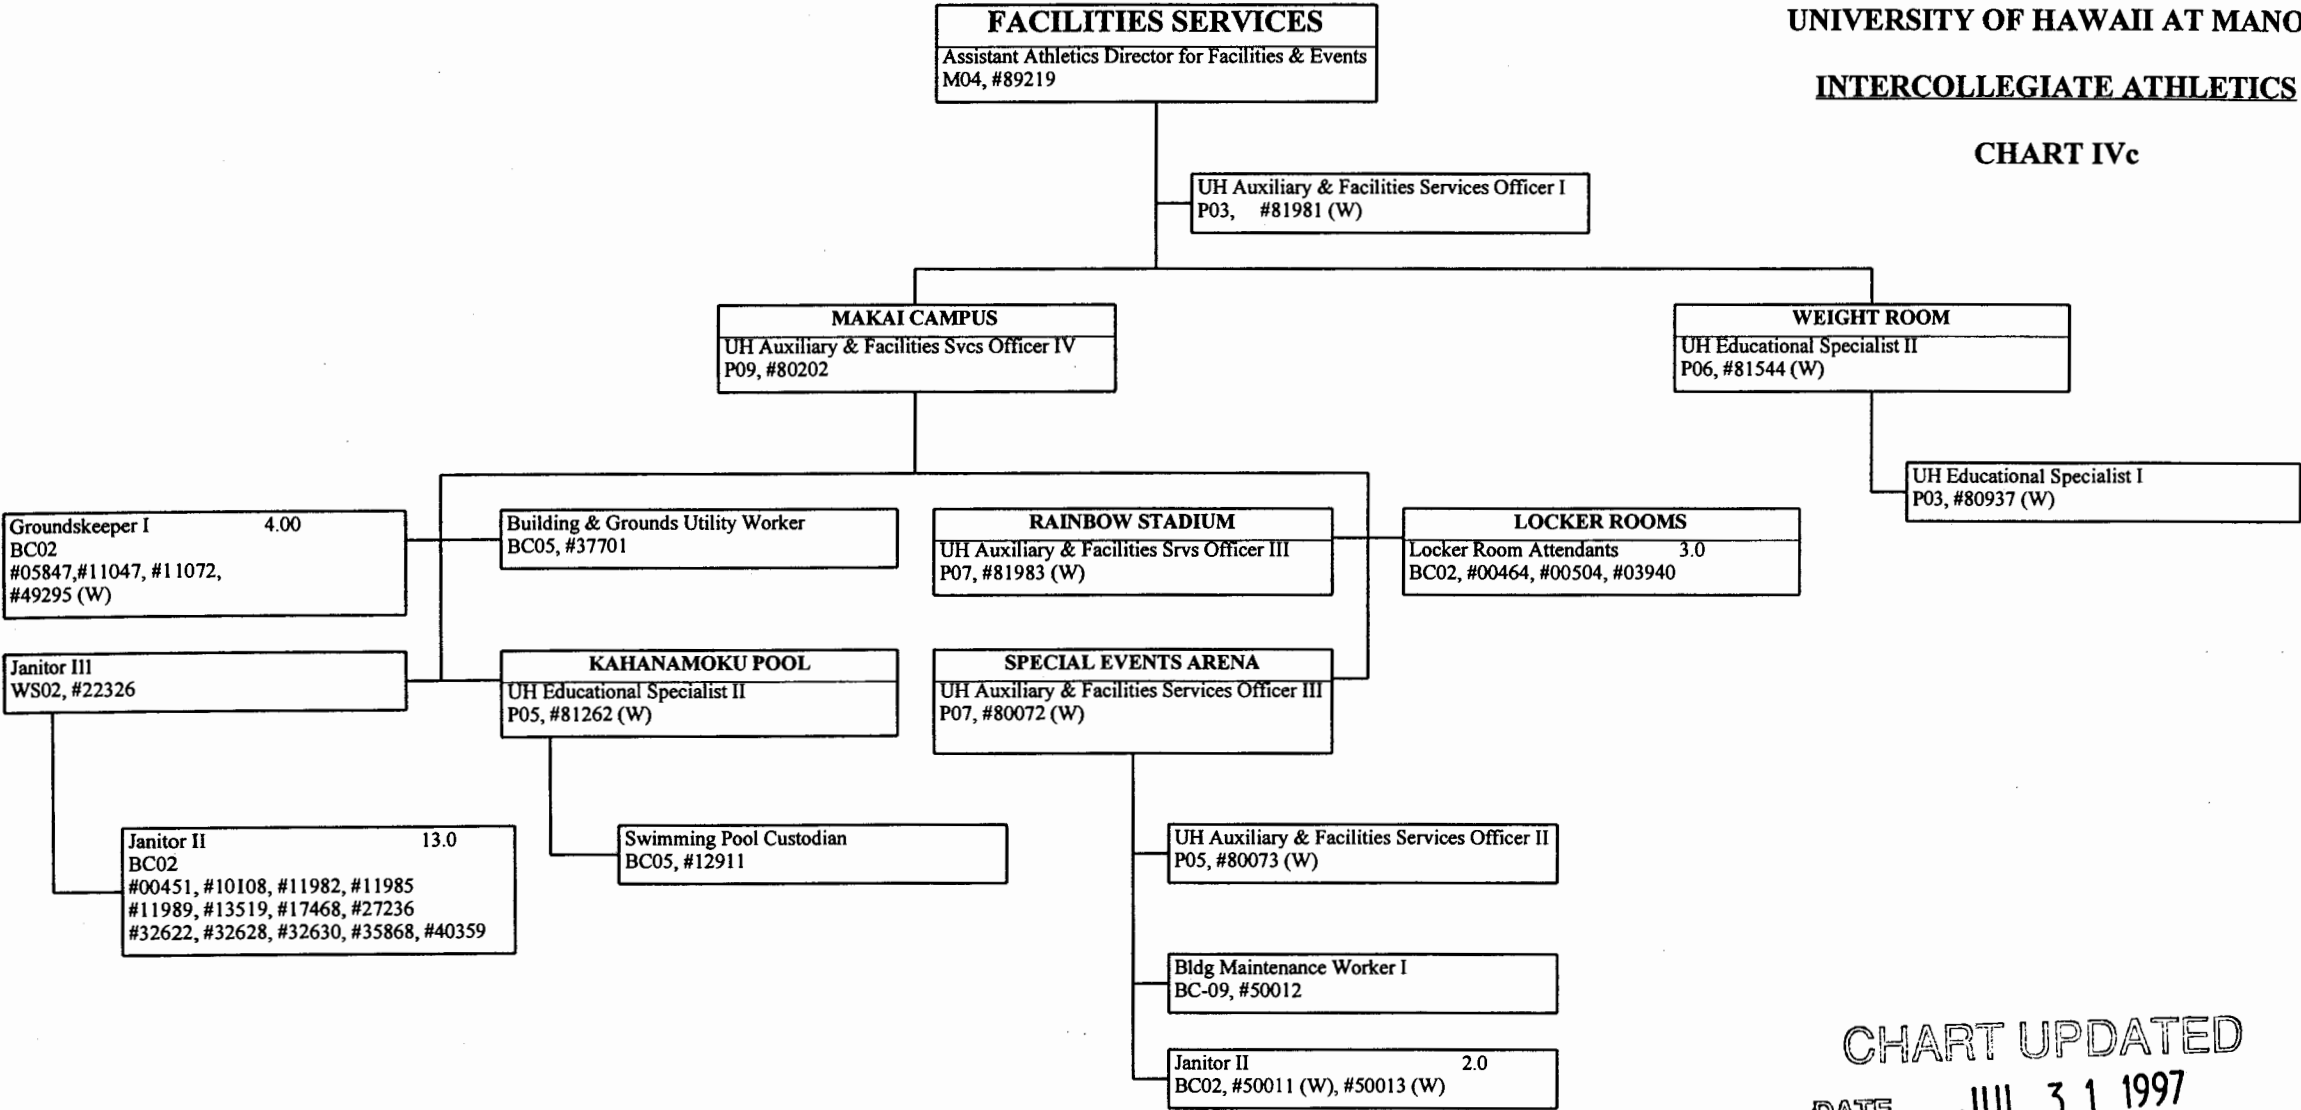 FACILITIES SERVICES
Assistant Athletics Director for Facilities & Events
M04, #89219
UNIVERSITY OF HAWAII AT MANO
INTERCOLLEGIATE ATHLETICS
CHART IVc
UH Auxiliary & Facilities Services Officer I
P03, #81981 (W)
MAKAI CAMPUS
UH Auxiliary & Facilities Svcs Officer IV
P09, #80202
WEIGHT ROOM
UH Educational Specialist II
P06, #81544 (W)
UH Educational Specialist I
P03, #80937 (W)
Groundskeeper I 4.00
BC02
#05847,#11047, #11072,
#49295 (W)
Building & Grounds Utility Worker
BC05, #37701
RAINBOW STADIUM
UH Auxiliary & Facilities Srvs Officer III
P07, #81983 (W)
LOCKER ROOMS
Locker Room Attendants 3.0
BC02, #00464, #00504, #03940
Janitor III
WS02, #22326
KAHANAMOKU POOL
UH Educational Specialist II
P05, #81262 (W)
SPECIAL EVENTS ARENA
UH Auxiliary & Facilities Services Officer III
P07, #80072 (W)
Janitor II 13.0
BC02
#00451, #10108, #11982, #11985
#11989, #13519, #17468, #27236
#32622, #32628, #32630, #35868, #40359
Swimming Pool Custodian
BC05, #12911
UH Auxiliary & Facilities Services Officer II
P05, #80073 (W)
Bldg Maintenance Worker I
BC-09, #50012
Janitor II 2.0
BC02, #50011 (W), #50013 (W)
CHART UPDATED
DATE JUL 31 1997